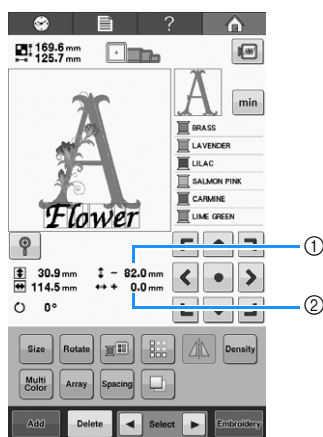 ?
169.6 mm
125.7 mm
A
A
min
BRASS
LAVENDER
LILAC
SALMON PINK
CARMINE
LIME GREEN
Flower
30.9 mm - 82.0 mm
114.5 mm + 0.0 mm
0°
1
2
Size Rotate Density
Multi Color Array Spacing
Add Delete Select Embroidery